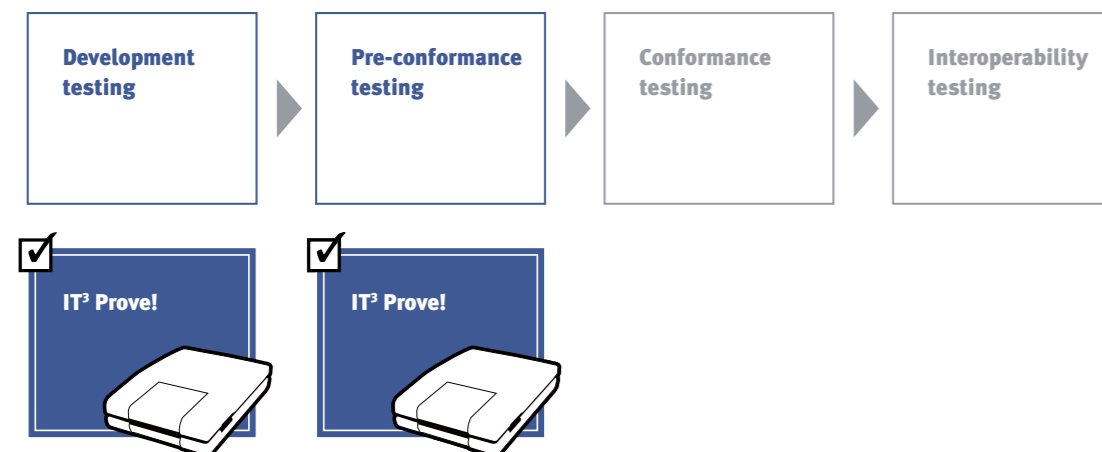 Development
testing
Pre-conformance
testing
Conformance
testing
Interoperability
testing
IT³ Prove!
IT³ Prove!